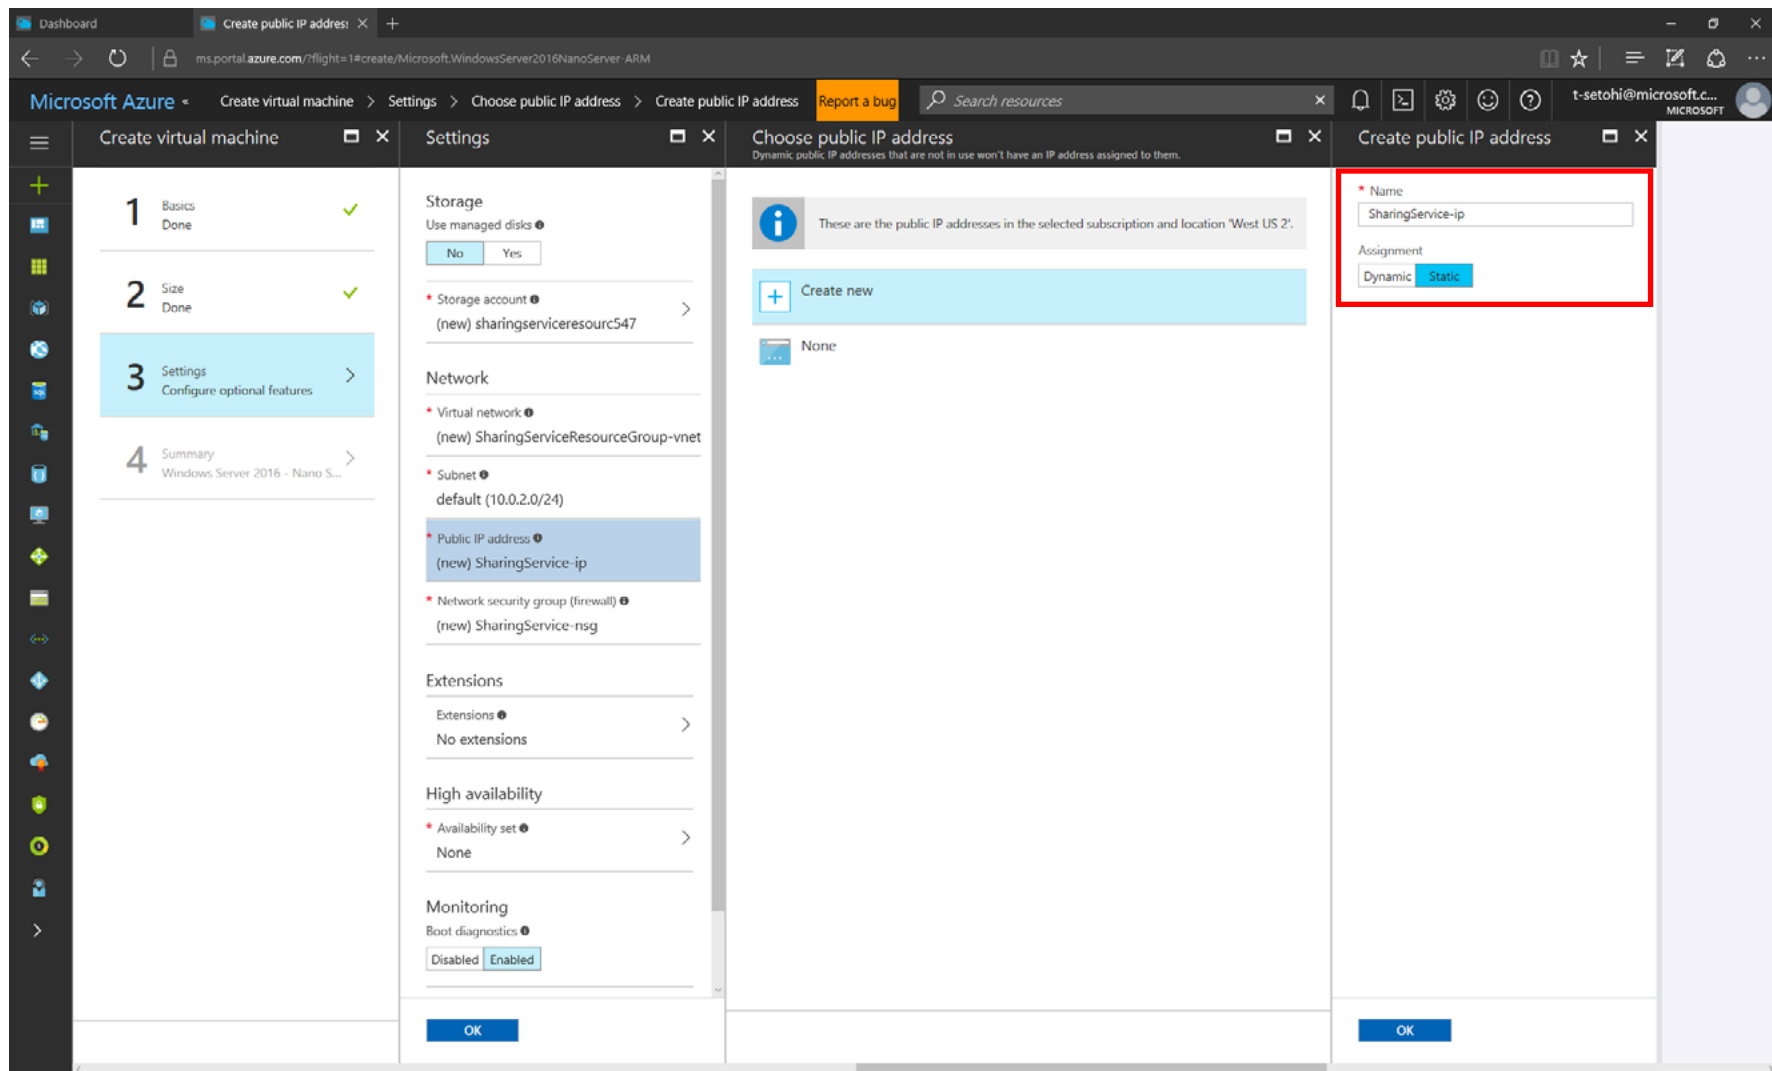 Dashboard
Create public IP addres:
ms.portal.azure.com/?flight=1#create/Microsoft.WindowsServer2016NanoServer-ARM
Microsoft Azure «
Create virtual machine > Settings > Choose public IP address > Create public IP address
Report a bug
Search resources
t-setohi@microsoft.c...
MICROSOFT
Create virtual machine
1
Basics
Done
2
Size
Done
3
Settings
Configure optional features
4
Summary
Windows Server 2016 - Nano S...
Settings
Storage
Use managed disks
No Yes
* Storage account
(new) sharingserviceresourc547
Network
* Virtual network
(new) SharingServiceResourceGroup-vnet
* Subnet
default (10.0.2.0/24)
* Public IP address
(new) SharingService-ip
* Network security group (firewall)
(new) SharingService-nsg
Extensions
Extensions
No extensions
High availability
* Availability set
None
Monitoring
Boot diagnostics
Disabled Enabled
OK
Choose public IP address
Dynamic public IP addresses that are not in use won't have an IP address assigned to them.
These are the public IP addresses in the selected subscription and location 'West US 2'.
Create new
None
Create public IP address
* Name
SharingService-ip
Assignment
Dynamic Static
OK